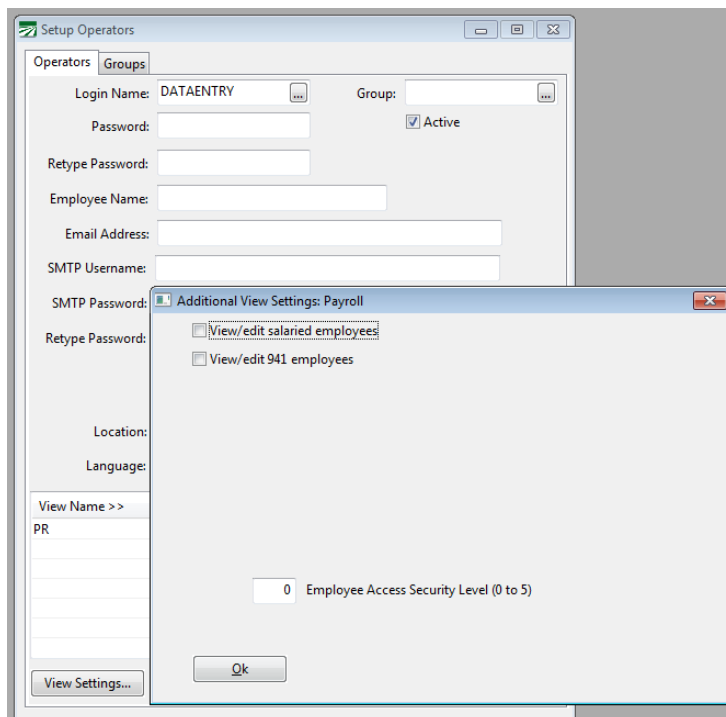 Setup Operators
Operators Groups
Login Name: DATAENTRY ... Group: ...
Password: Active
Retype Password:
Employee Name:
Email Address:
SMTP Username:
SMTP Password:
Additional View Settings: Payroll
View/edit salaried employees
Retype Password:
View/edit 941 employees
Location:
Language:
View Name >>
PR
0 Employee Access Security Level (0 to 5)
Ok
View Settings...